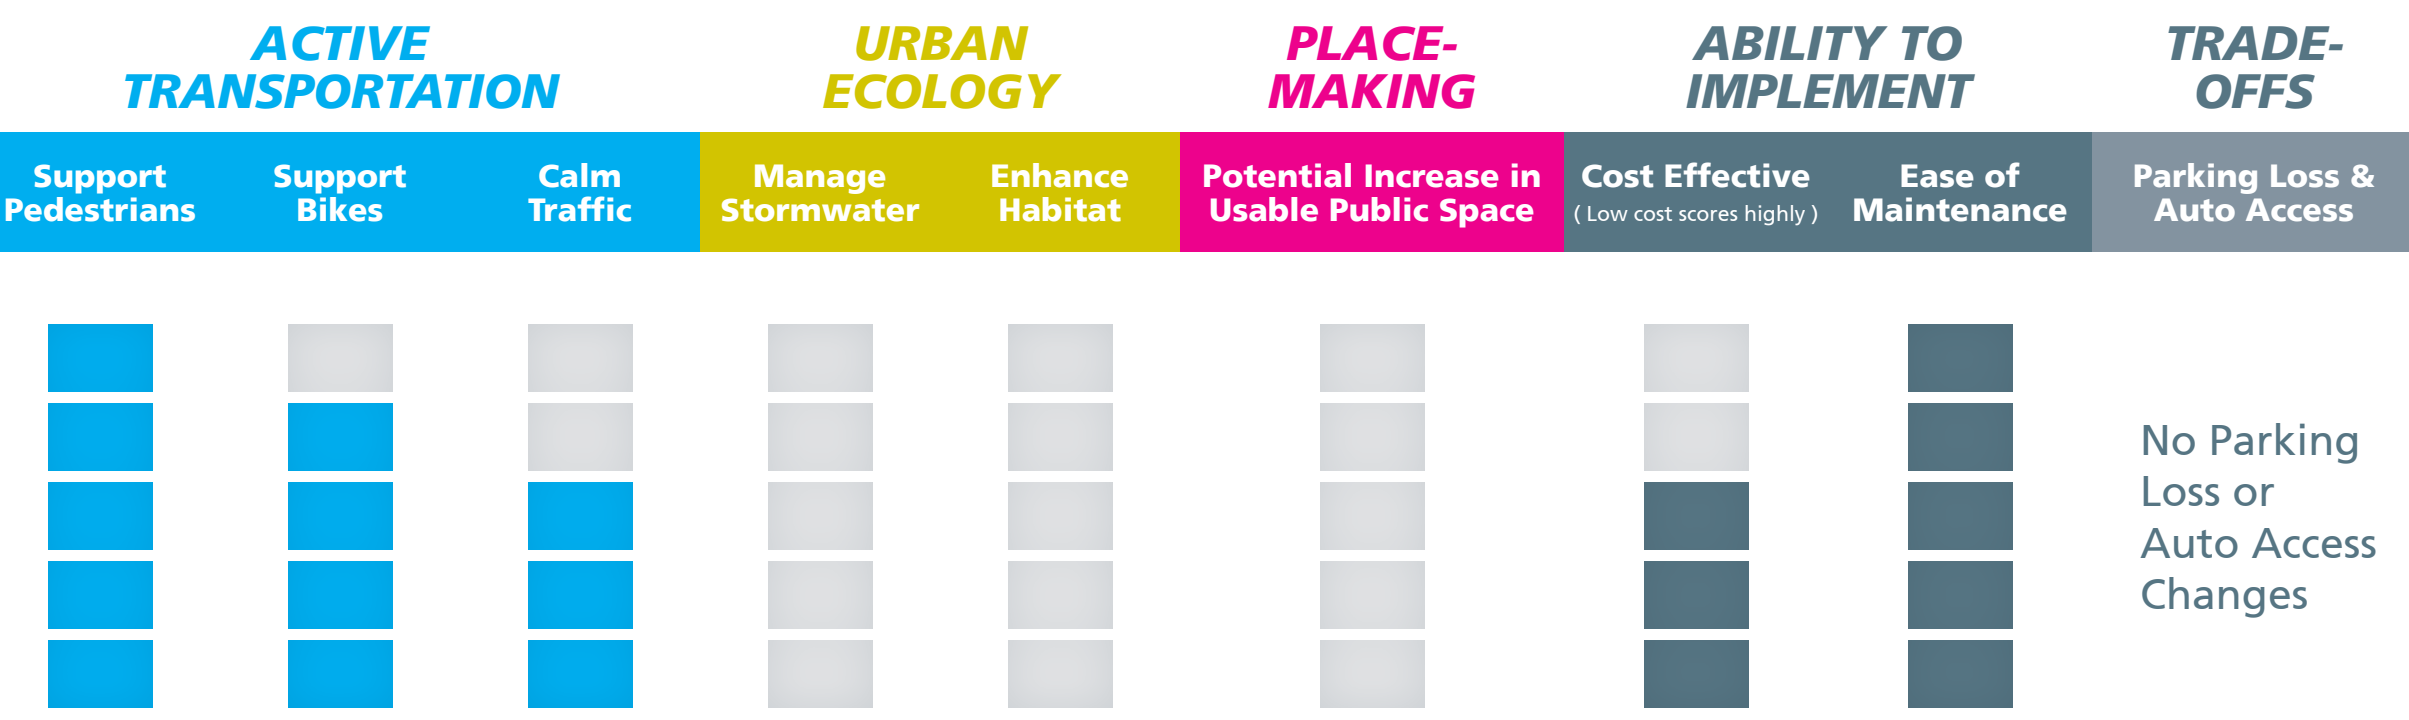 ACTIVE
TRANSPORTATION
URBAN
ECOLOGY
PLACE-
MAKING
ABILITY TO
IMPLEMENT
TRADE-
OFFS
Support
Pedestrians
Support
Bikes
Calm
Traffic
Manage
Stormwater
Enhance
Habitat
Potential Increase in
Usable Public Space
Cost Effective
( Low cost scores highly )
Ease of
Maintenance
Parking Loss &
Auto Access
No Parking
Loss or
Auto Access
Changes